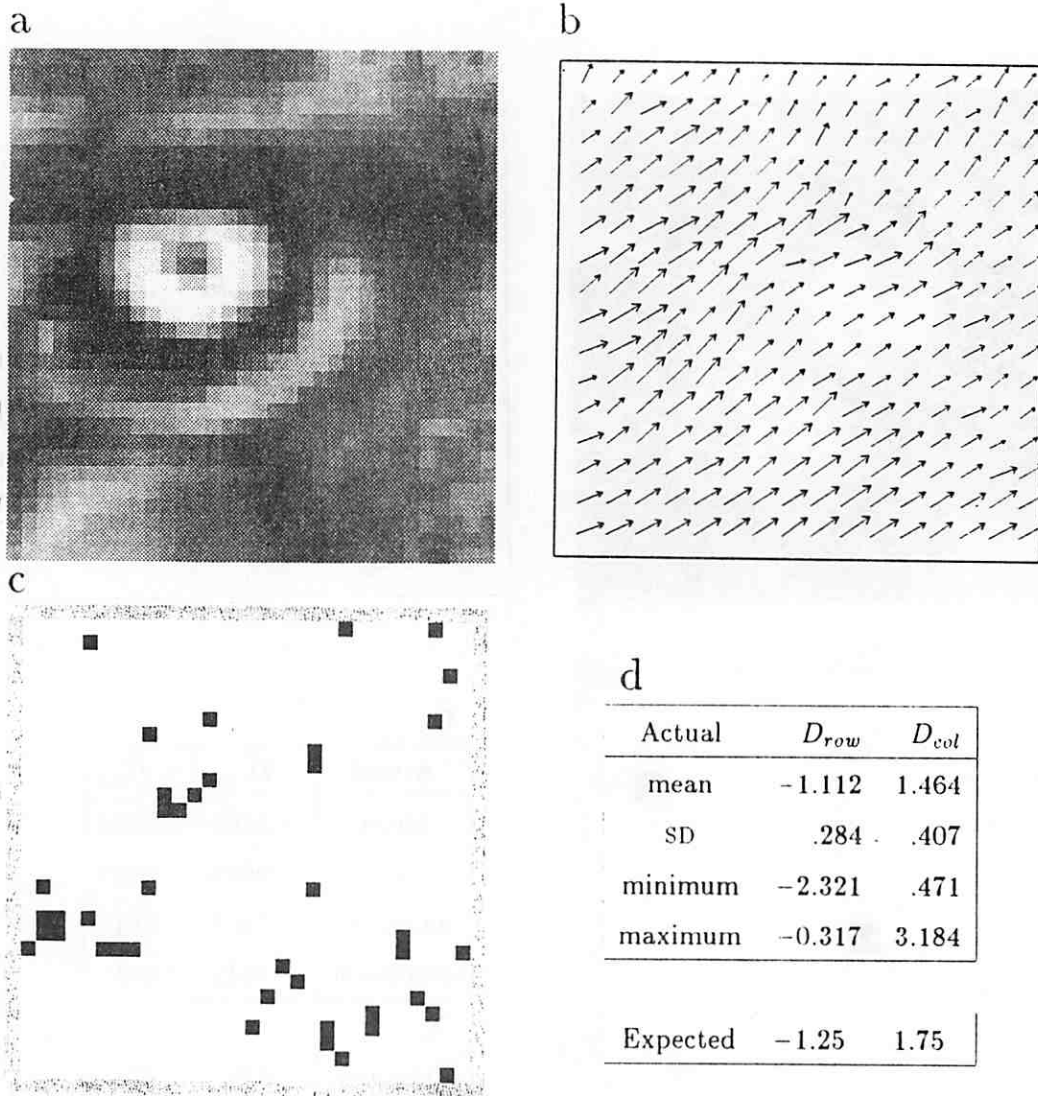 a
b
c
d
Actual D_row D_col
mean −1.112 1.464
SD .284 .407
minimum −2.321 .471
maximum −0.317 3.184
Expected −1.25 1.75